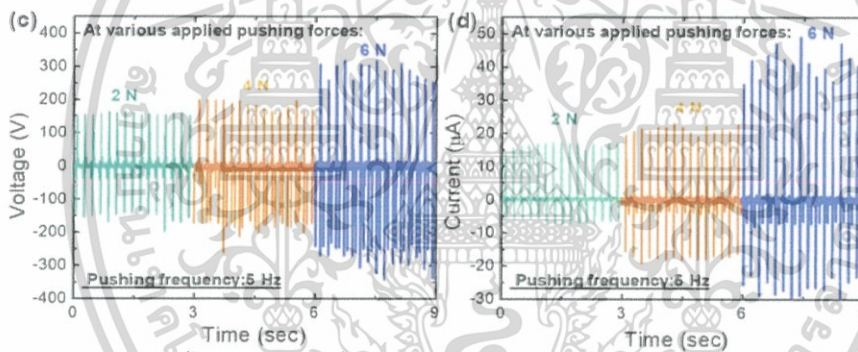 (c)
At various applied pushing forces:
2 N
4 N
6 N
Pushing frequency:5 Hz
Voltage (V)
400
300
200
100
0
-100
-200
-300
-400
0
3
6
9
Time (sec)
(d)
At various applied pushing forces:
2 N
4 N
6 N
Pushing frequency:5 Hz
Current (µA)
50
40
30
20
10
0
-10
-20
-30
0
3
6
Time (sec)